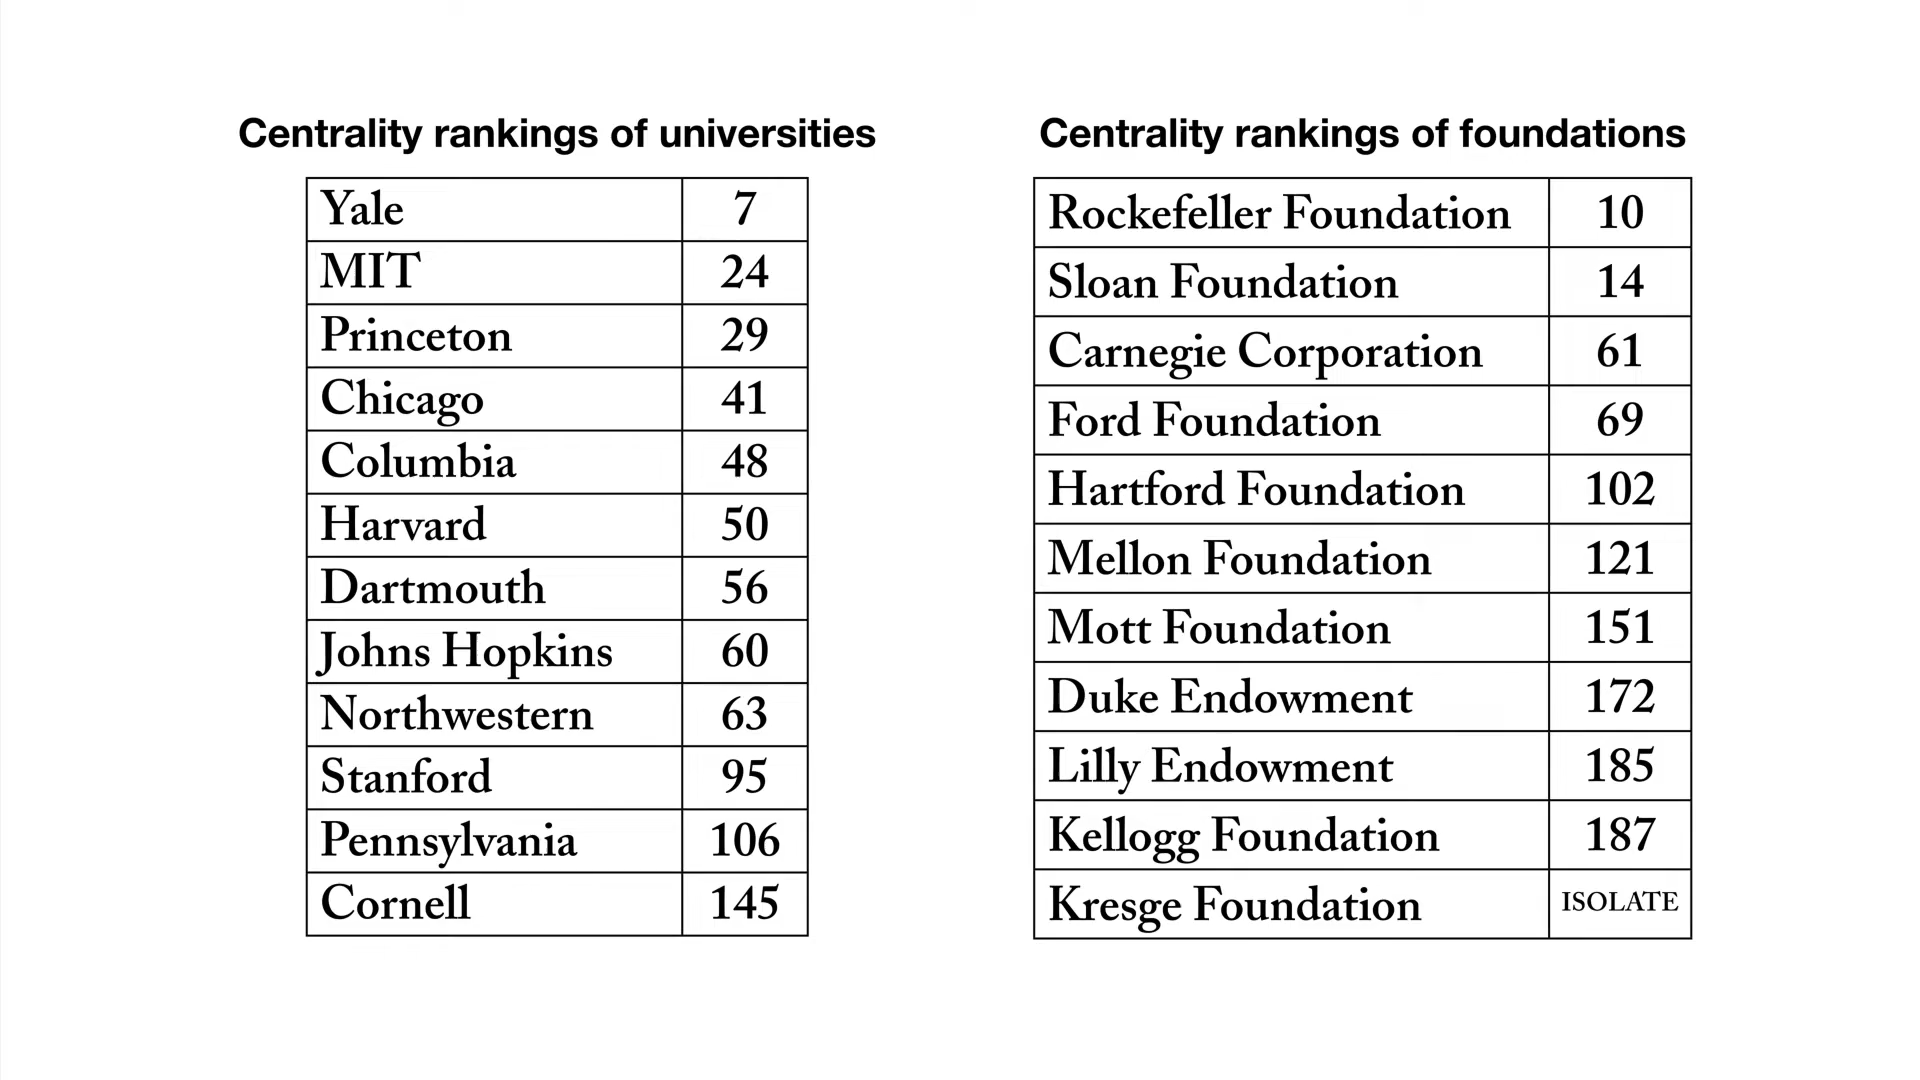 Centrality rankings of universities
Yale 7
MIT 24
Princeton 29
Chicago 41
Columbia 48
Harvard 50
Dartmouth 56
Johns Hopkins 60
Northwestern 63
Stanford 95
Pennsylvania 106
Cornell 145
Centrality rankings of foundations
Rockefeller Foundation 10
Sloan Foundation 14
Carnegie Corporation 61
Ford Foundation 69
Hartford Foundation 102
Mellon Foundation 121
Mott Foundation 151
Duke Endowment 172
Lilly Endowment 185
Kellogg Foundation 187
Kresge Foundation ISOLATE